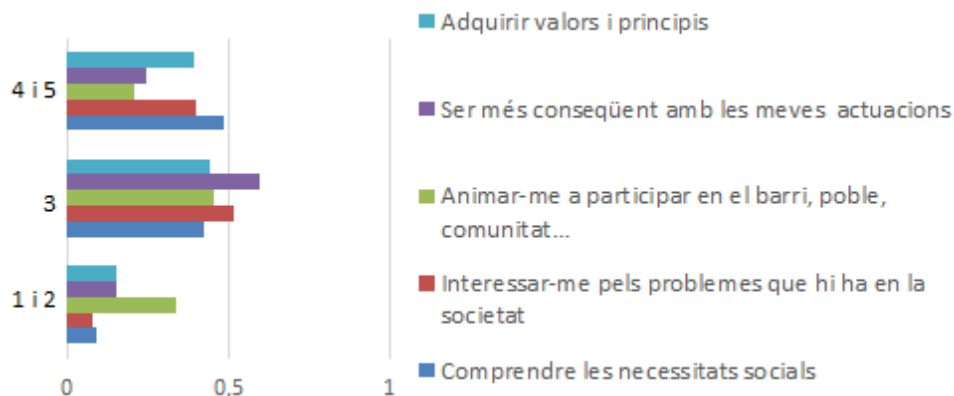 4 i 5
3
1 i 2
0
0,5
1
Adquirir valors i principis
Ser més conseqüent amb les meves actuacions
Animar-me a participar en el barri, poble,
comunitat...
Interessar-me pels problemes que hi ha en la
societat
Comprendre les necessitats socials